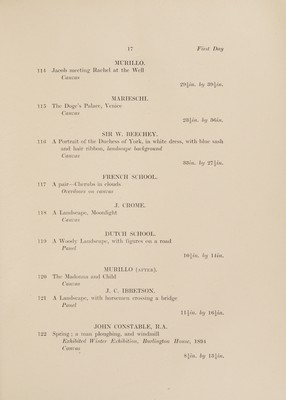 17 First Day
MURILLO.
114 Jacob meeting Rachel at the Well
Canvas
29½in. by 39½in.
MARIESCHI.
115 The Doge's Palace, Venice
Canvas
28½in. by 36in.
SIR W. BEECHEY.
116 A Portrait of the Duchess of York, in white dress, with blue sash
and hair ribbon, landscape background
Canvas
36in. by 27½in.
FRENCH SCHOOL.
117 A pair—Cherubs in clouds
Overdoors on canvas
J. CROME.
118 A Landscape, Moonlight
Canvas
DUTCH SCHOOL.
119 A Woody Landscape, with figures on a road
Panel
10½in. by 14in.
MURILLO (AFTER).
120 The Madonna and Child
Canvas
J. C. IBBETSON.
121 A Landscape, with horsemen crossing a bridge
Panel
11½in. by 16½in.
JOHN CONSTABLE, R.A.
122 Spring; a man ploughing, and windmill
Exhibited Winter Exhibition, Burlington House, 1894
Canvas
8½in. by 13½in.